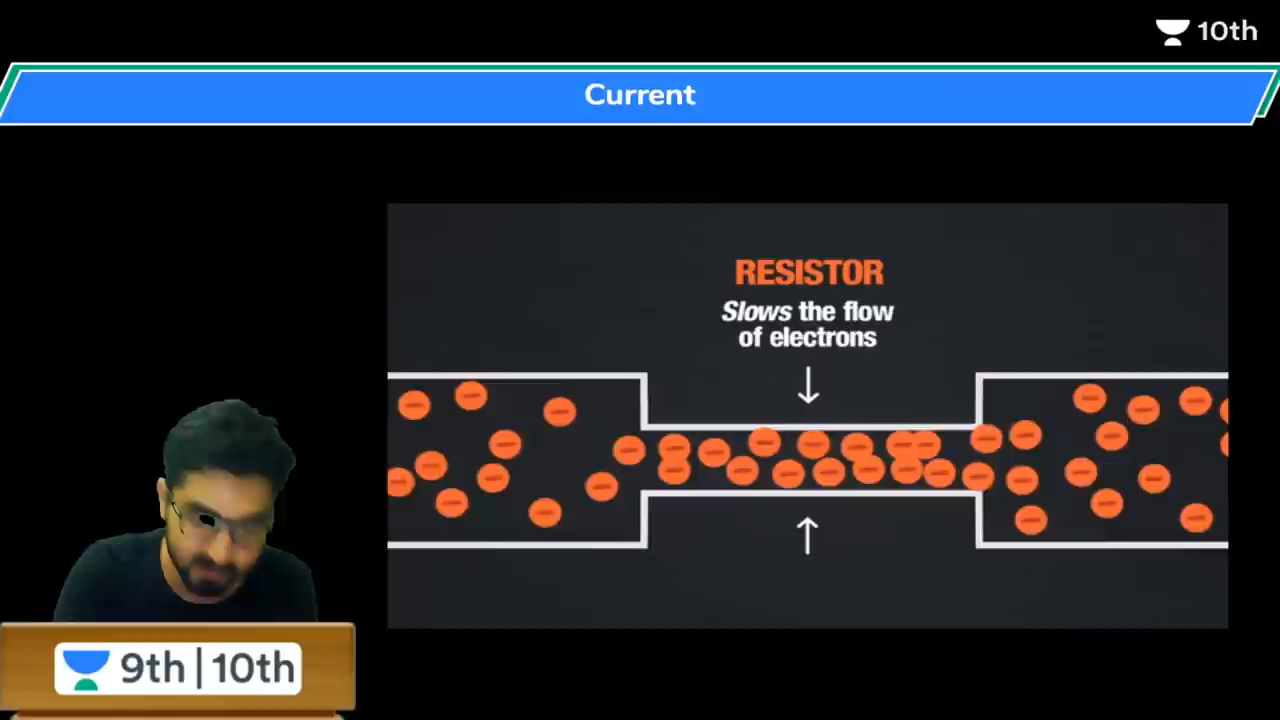 10th
Current
RESISTOR
Slows the flow
of electrons
9th | 10th